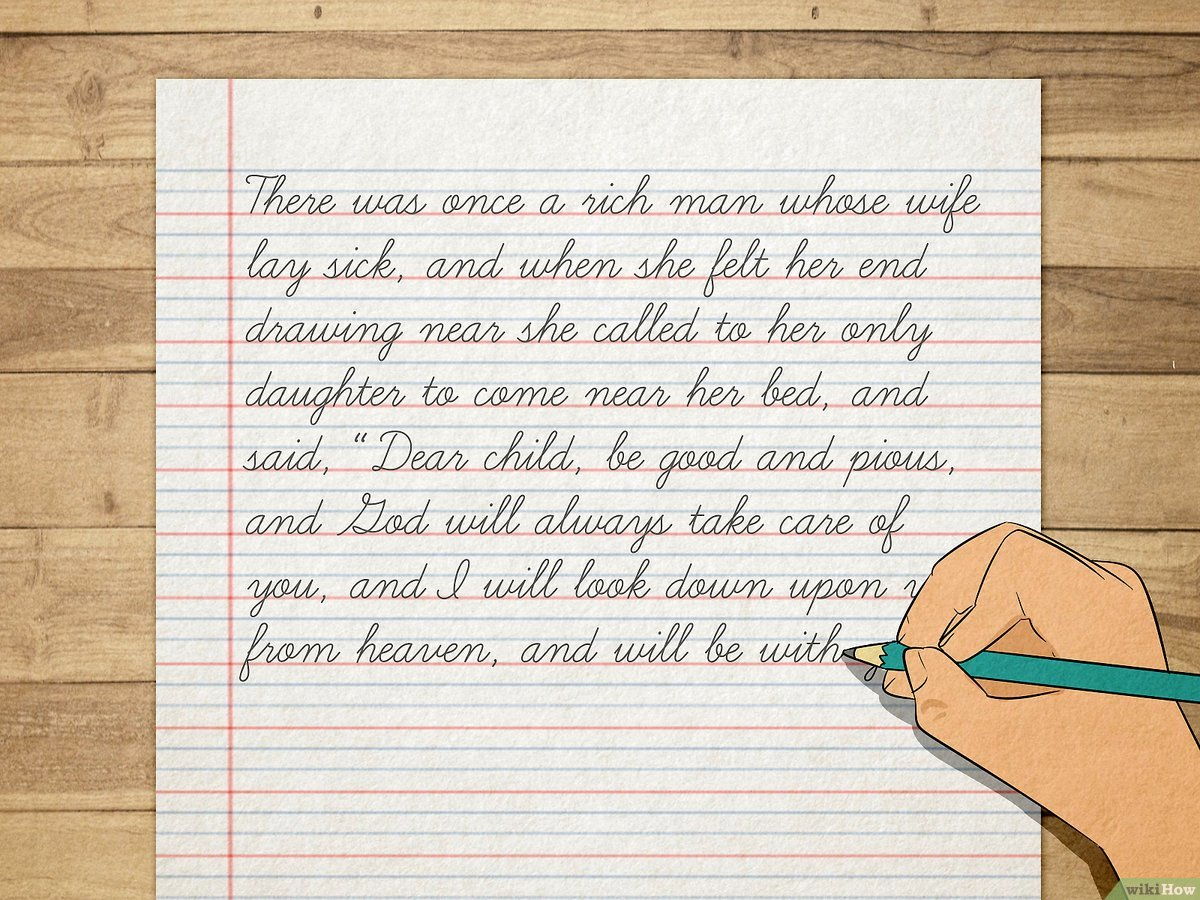 There was once a rich man whose wife
lay sick, and when she felt her end
drawing near she called to her only
daughter to come near her bed, and
said, "Dear child, be good and pious,
and God will always take care of
you, and I will look down upon
from heaven, and will be with
wikiHow